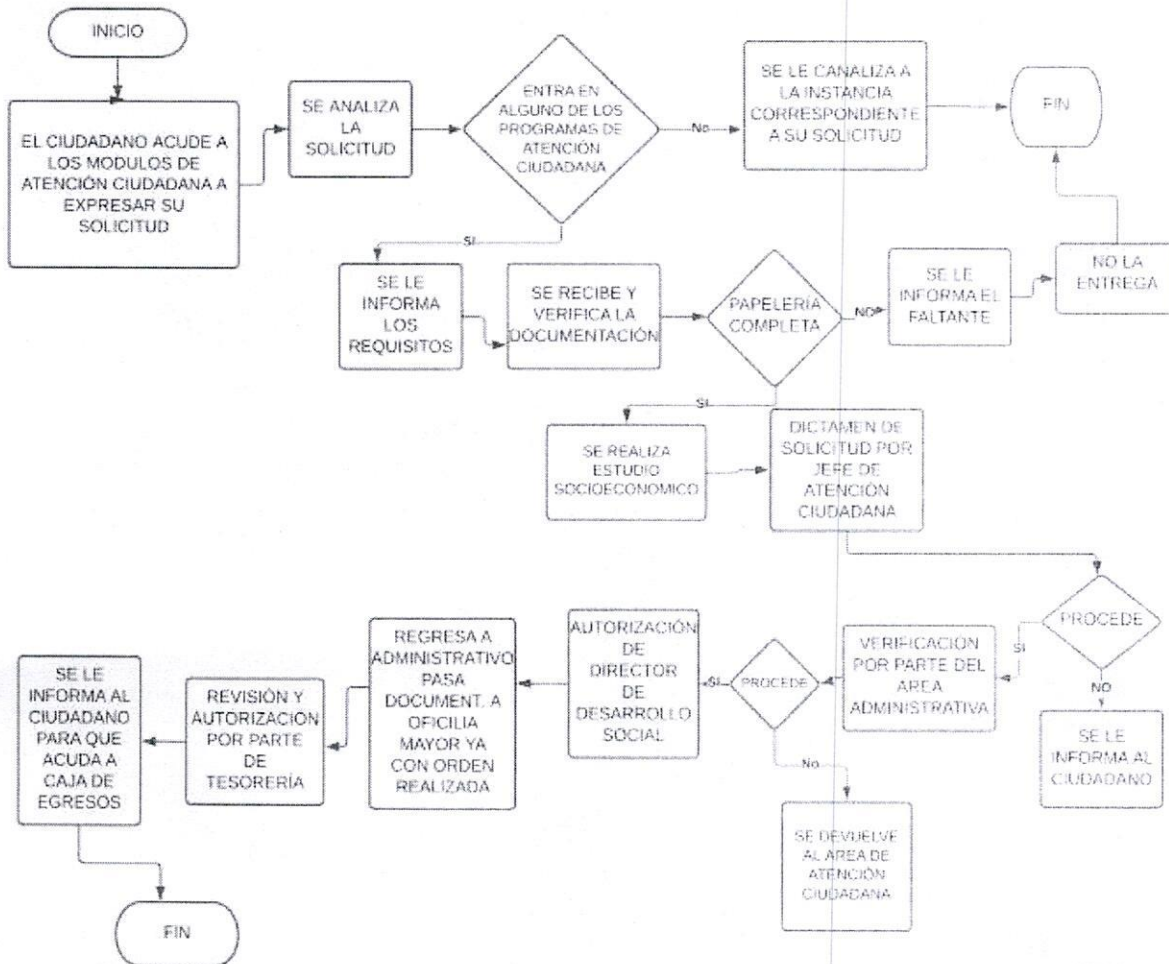 INICIO
EL CIUDADANO ACUDE A
LOS MODULOS DE
ATENCIÓN CIUDADANA A
EXPRESAR SU
SOLICITUD
SE ANALIZA
LA
SOLICITUD
ENTRA EN
ALGUNO DE LOS
PROGRAMAS DE
ATENCIÓN
CIUDADANA
No
SE LE CANALIZA A
LA INSTANCIA
CORRESPONDIENTE
A SU SOLICITUD
FIN
SI
SE LE
INFORMA
LOS
REQUISITOS
SE RECIBE Y
VERIFICA LA
DOCUMENTACIÓN
PAPELERÍA
COMPLETA
NO
SE LE
INFORMA EL
FALTANTE
NO LA
ENTREGA
SI
SE REALIZA
ESTUDIO
SOCIOECONOMICO
DICTAMEN DE
SOLICITUD POR
JEFE DE
ATENCIÓN
CIUDADANA
PROCEDE
SI
NO
SE LE
INFORMA AL
CIUDADANO
VERIFICACION
POR PARTE DEL
AREA
ADMINISTRATIVA
PROCEDE
SI
No
SE DEVUELVE
AL AREA DE
ATENCIÓN
CIUDADANA
AUTORIZACIÓN
DE
DIRECTOR
DE
DESARROLLO
SOCIAL
REGRESA A
ADMINISTRATIVO
PASA
DOCUMENT. A
OFICILIA
MAYOR YA
CON ORDEN
REALIZADA
REVISIÓN Y
AUTORIZACION
POR PARTE
DE
TESORERÍA
SE LE
INFORMA AL
CIUDADANO
PARA QUE
ACUDA A
CAJA DE
EGRESOS
FIN